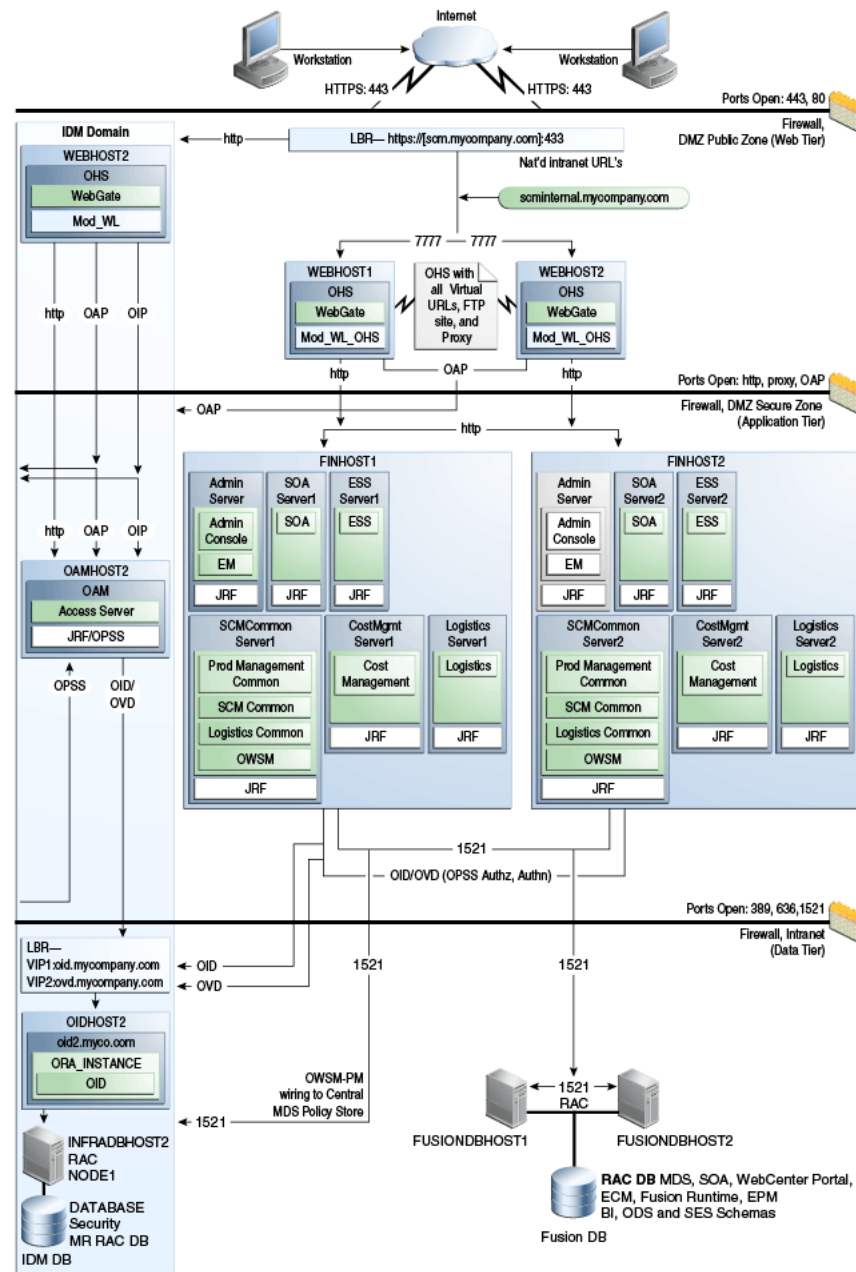 Internet
Workstation
Workstation
HTTPS: 443
HTTPS: 443
Ports Open: 443, 80
Firewall,
DMZ Public Zone (Web Tier)
IDM Domain
http
LBR— https://[scm.mycompany.com]:433
Nat'd intranet URL's
scminternal.mycompany.com
WEBHOST2
OHS
WebGate
Mod_WL
7777
7777
WEBHOST1
OHS
WebGate
Mod_WL_OHS
OHS with
all Virtual
URLs, FTP
site, and
Proxy
WEBHOST2
OHS
WebGate
Mod_WL_OHS
http
OAP
OIP
http
OAP
http
Ports Open: http, proxy, OAP
Firewall, DMZ Secure Zone
(Application Tier)
OAP
http
FINHOST1
Admin
Server
Admin
Console
EM
JRF
SOA
Server1
SOA
JRF
ESS
Server1
ESS
JRF
SCMCommon
Server1
Prod Management
Common
SCM Common
Logistics Common
OWSM
JRF
CostMgmt
Server1
Cost
Management
JRF
Logistics
Server1
Logistics
JRF
FINHOST2
Admin
Server
Admin
Console
EM
JRF
SOA
Server2
SOA
JRF
ESS
Server2
ESS
JRF
SCMCommon
Server2
Prod Management
Common
SCM Common
Logistics Common
OWSM
JRF
CostMgmt
Server2
Cost
Management
JRF
Logistics
Server2
Logistics
JRF
http
OAP
OIP
OAMHOST2
OAM
Access Server
JRF/OPSS
OPSS
OID/
OVD
1521
OID/OVD (OPSS Authz, Authn)
Ports Open: 389, 636,1521
Firewall, Intranet
(Data Tier)
LBR—
VIP1:oid.mycompany.com
VIP2:ovd.mycompany.com
OID
OVD
1521
1521
OIDHOST2
oid2.myco.com
ORA_INSTANCE
OID
OWSM-PM
wiring to Central
MDS Policy Store
1521
1521
RAC
FUSIONDBHOST1
FUSIONDBHOST2
INFRADBHOST2
RAC
NODE1
DATABASE
Security
MR RAC DB
IDM DB
RAC DB MDS, SOA, WebCenter Portal,
ECM, Fusion Runtime, EPM
BI, ODS and SES Schemas
Fusion DB